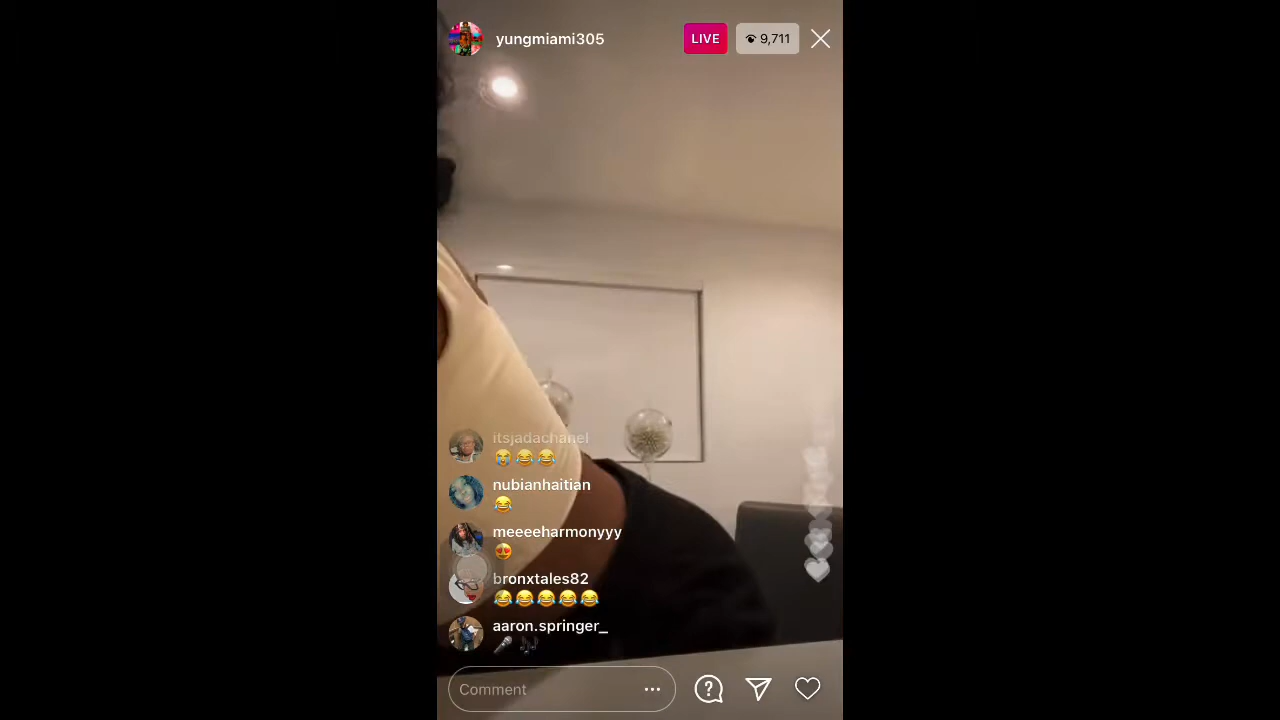 yungmiami305
LIVE
9,711
itsjadachanel
😭😂😂
nubianhaitian
😂
meeeeharmonyyy
😍
bronxtales82
😂😂😂😂😂
aaron.springer_
🎤🎶
Comment